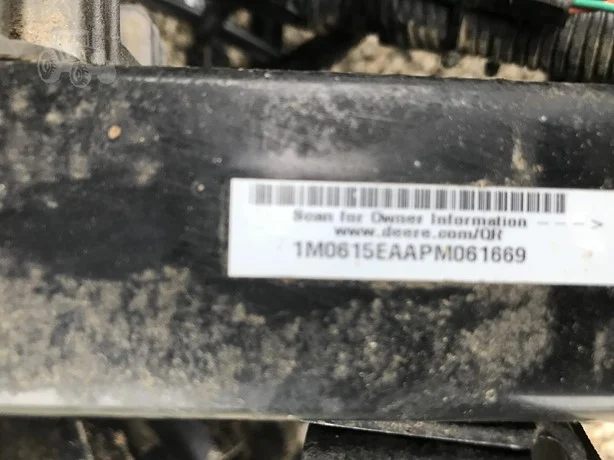 Scan for Owner Information ---->
www.deere.com/QR
1M0615EAAPM061669